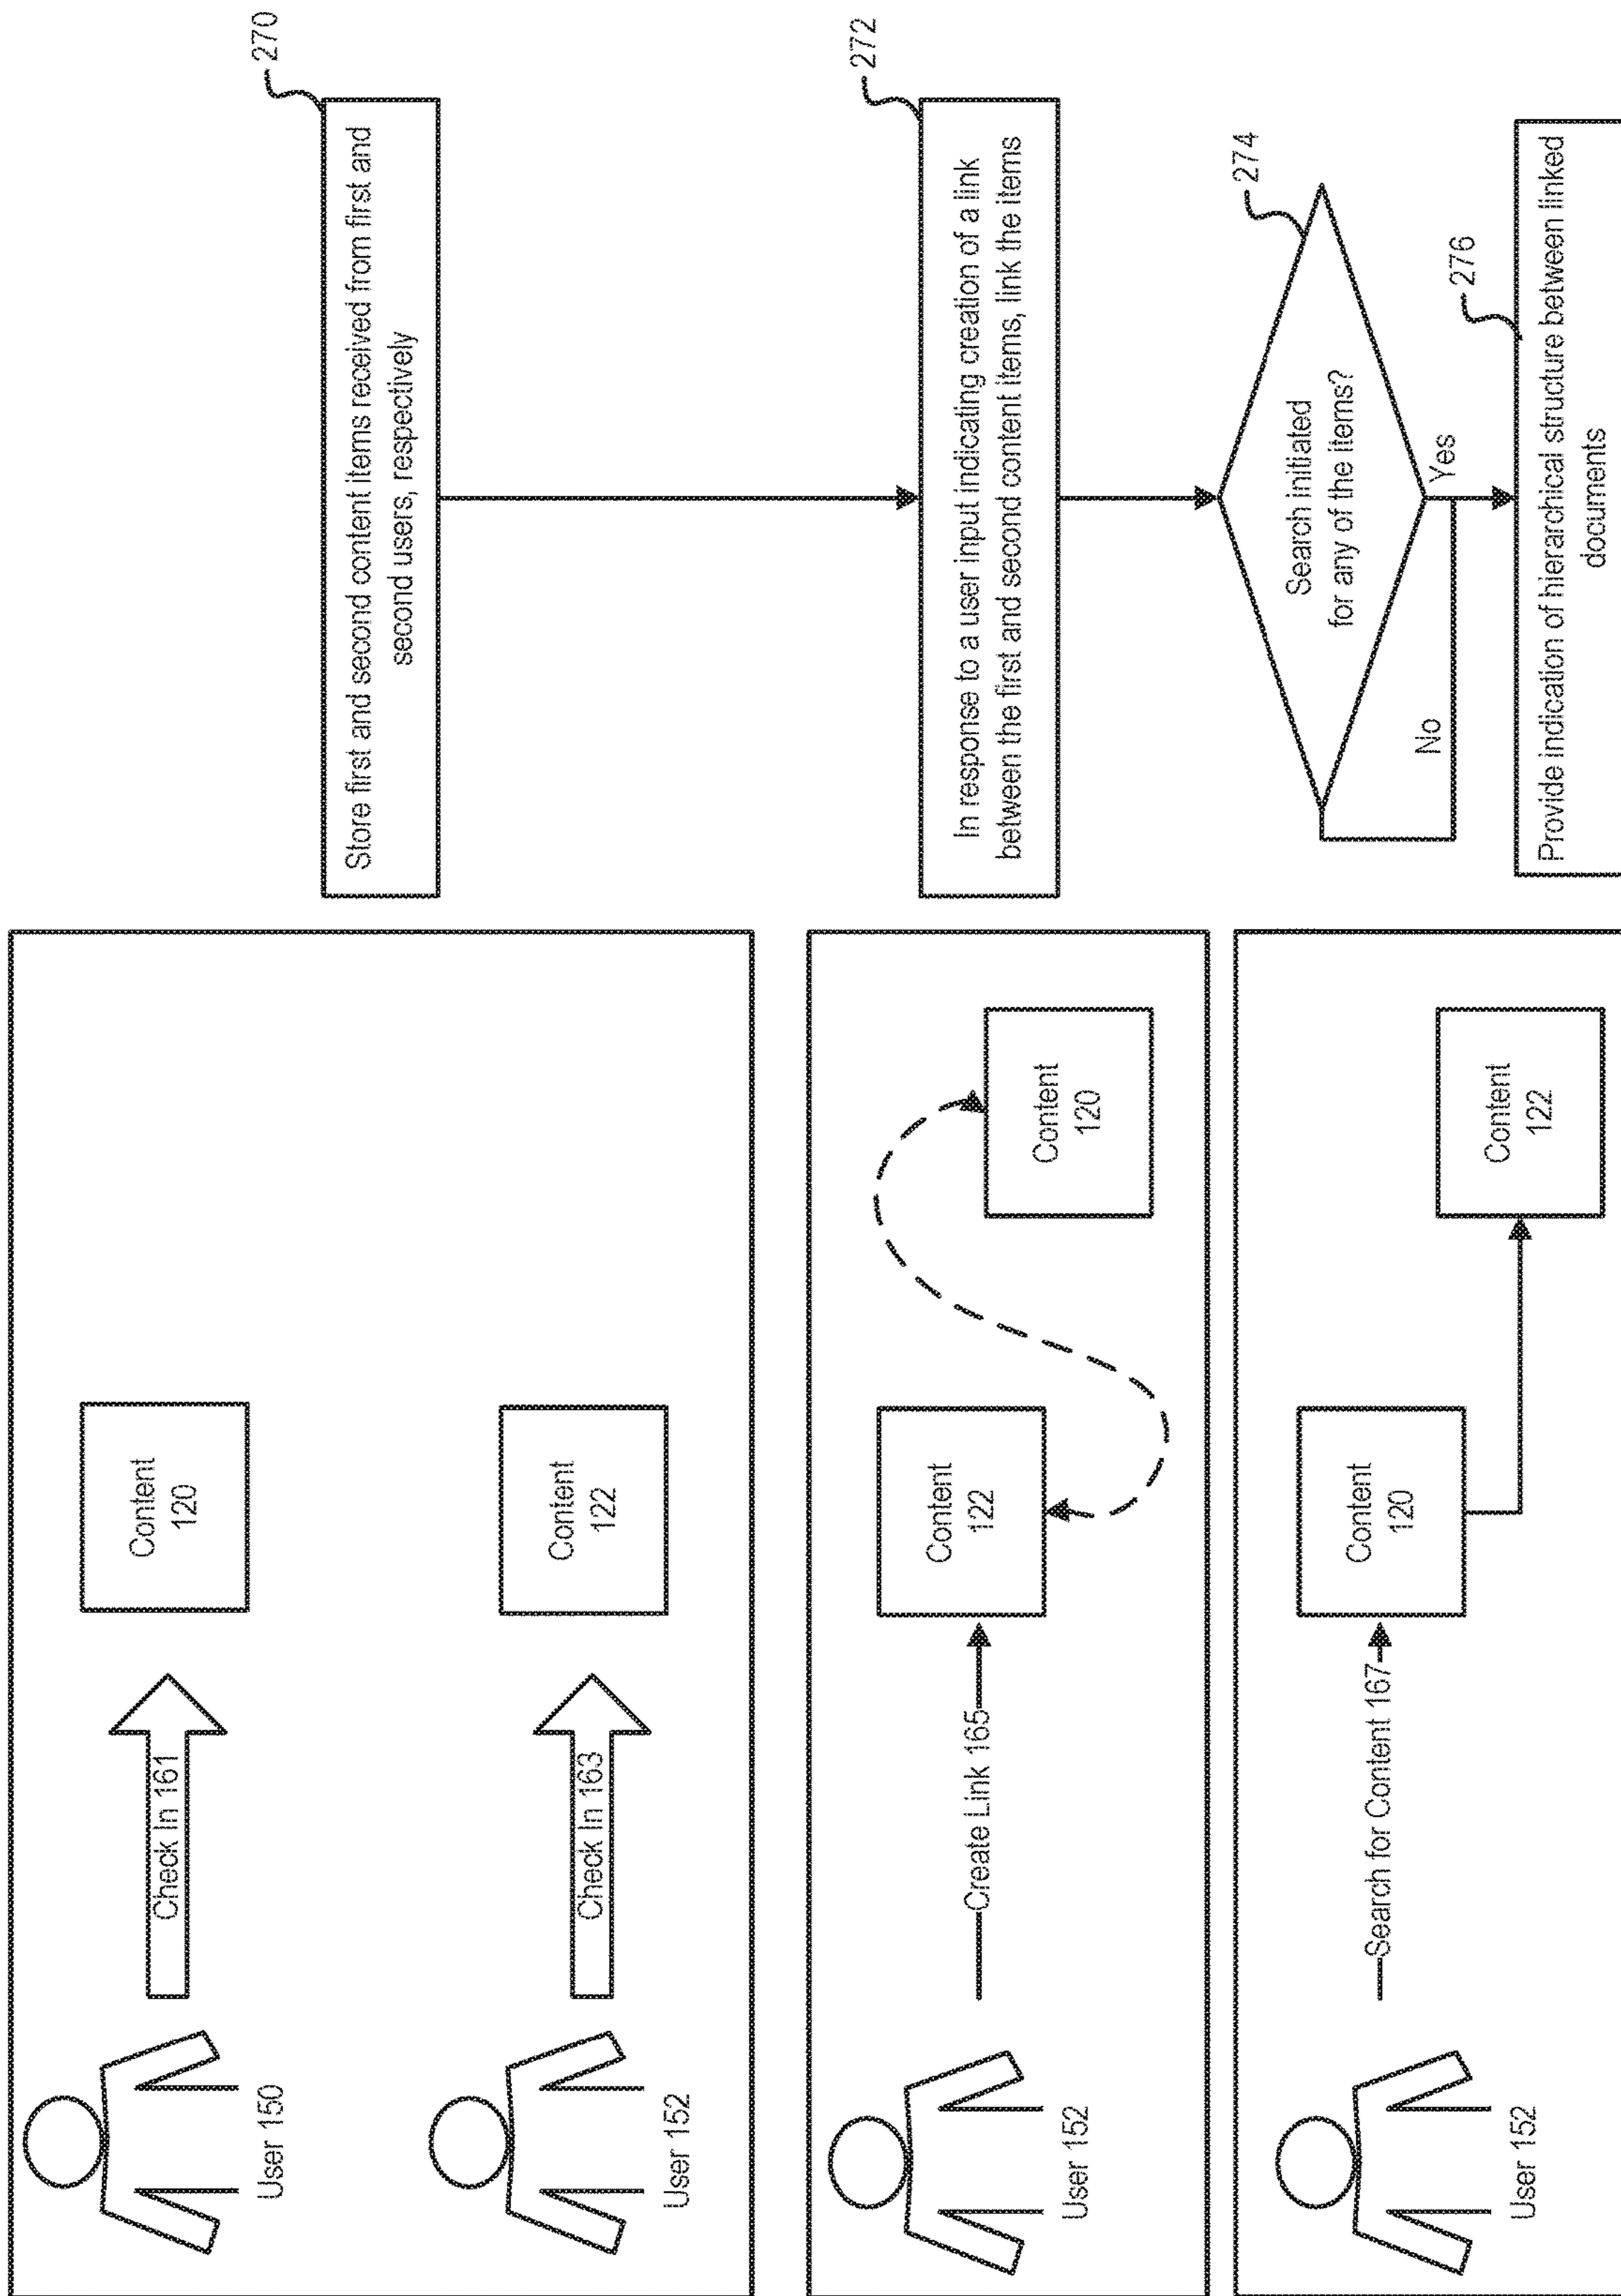 User 150
Check In 161
Content
120
User 152
Check In 163
Content
122
User 152
Create Link 165
Content
122
Content
120
User 152
Search for Content 167
Content
120
Content
122
270
Store first and second content items received from first and
second users, respectively
272
In response to a user input indicating creation of a link
between the first and second content items, link the items
274
Search initiated
for any of the items?
No
Yes
276
Provide indication of hierarchical structure between linked
documents